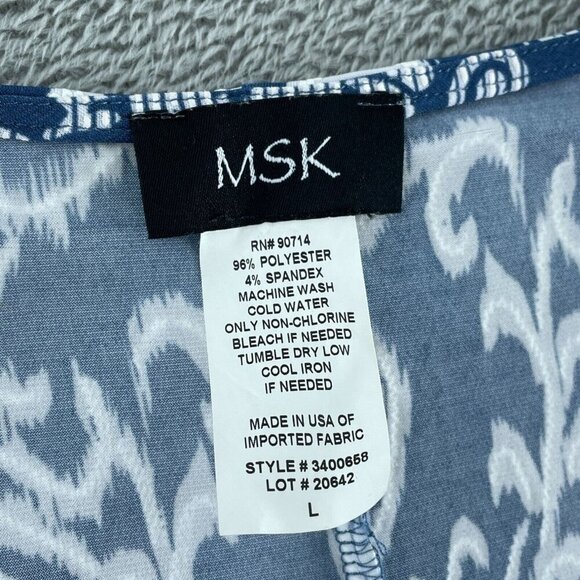 MSK
RN# 90714
96% POLYESTER
4% SPANDEX
MACHINE WASH
COLD WATER
ONLY NON-CHLORINE
BLEACH IF NEEDED
TUMBLE DRY LOW
COOL IRON
IF NEEDED
MADE IN USA OF
IMPORTED FABRIC
STYLE # 3400658
LOT # 20642
L